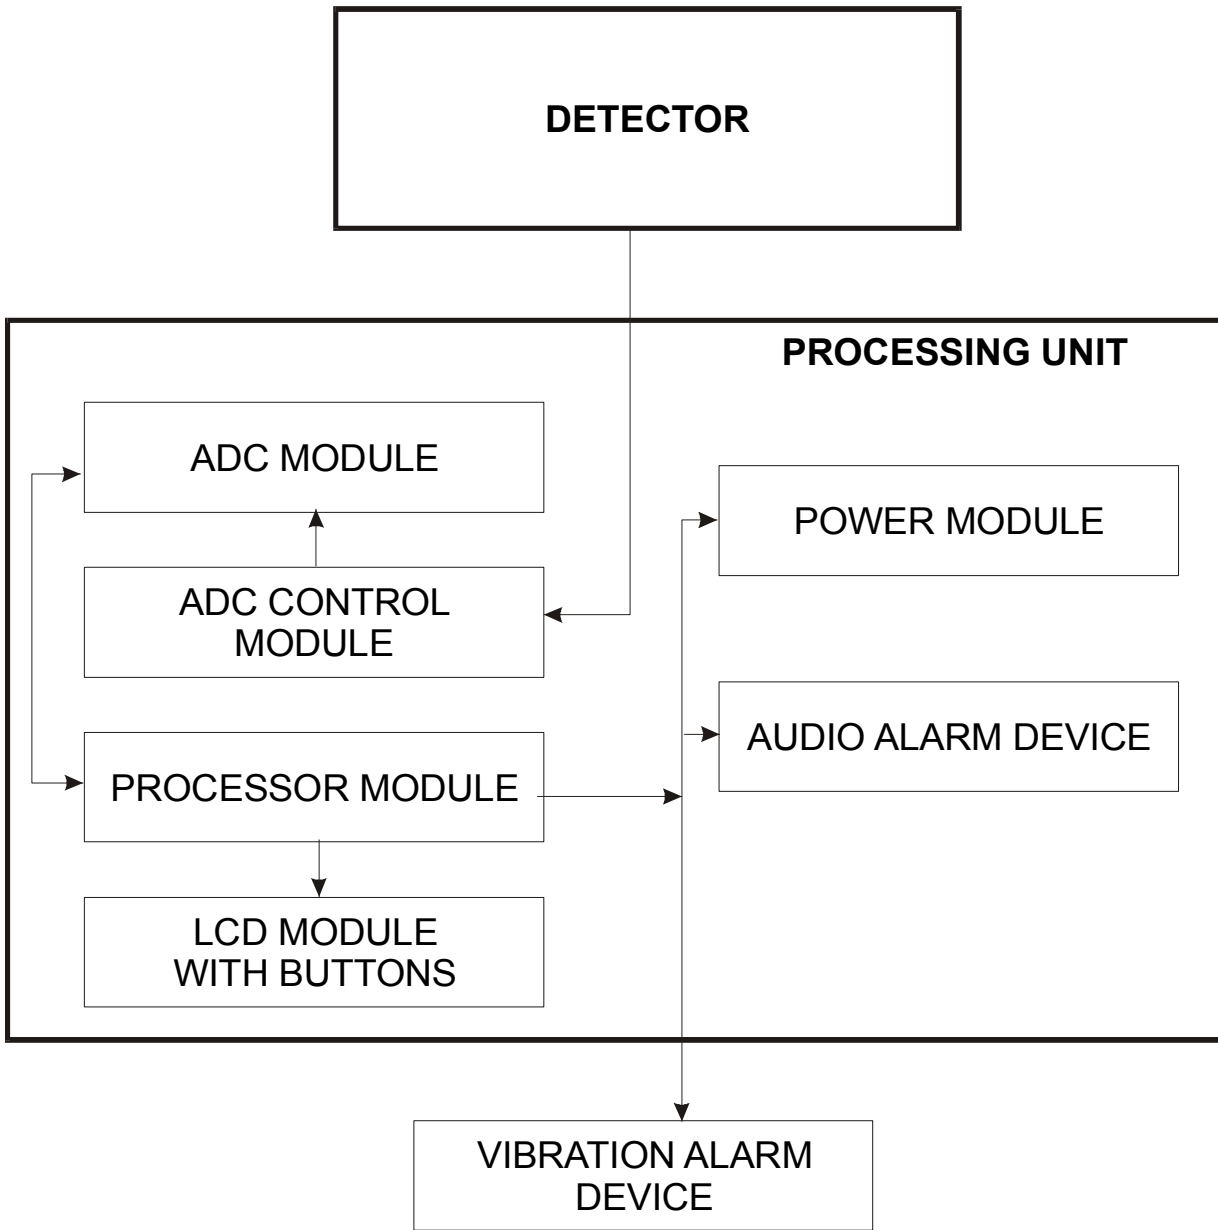 DETECTOR
PROCESSING UNIT
ADC MODULE
ADC CONTROL
MODULE
PROCESSOR MODULE
LCD MODULE
WITH BUTTONS
POWER MODULE
AUDIO ALARM DEVICE
VIBRATION ALARM
DEVICE